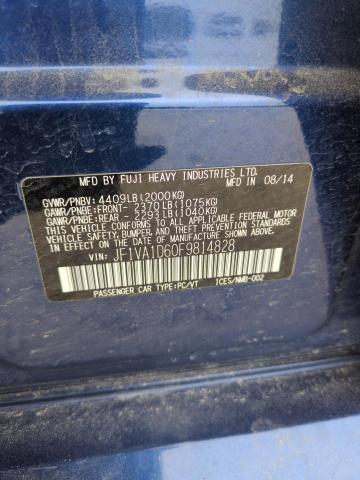 MFD BY FUJI HEAVY INDUSTRIES LTD.
MFD IN 08/14
GVWR/PNBV: 4409LB(2000KG)
GAWR/PNBE:FRONT- 2370LB(1075KG)
GAWR/PNBE:REAR - 2293LB(1040KG)
THIS VEHICLE CONFORMS TO ALL APPLICABLE FEDERAL MOTOR
VEHICLE SAFETY, BUMPER, AND THEFT PREVENTION STANDARDS
IN EFFECT ON THE DATE OF MANUFACTURE SHOWN ABOVE.
VIN: JF1VA1D60F9814828
PASSENGER CAR TYPE:PC/VT ICES/NMB-002